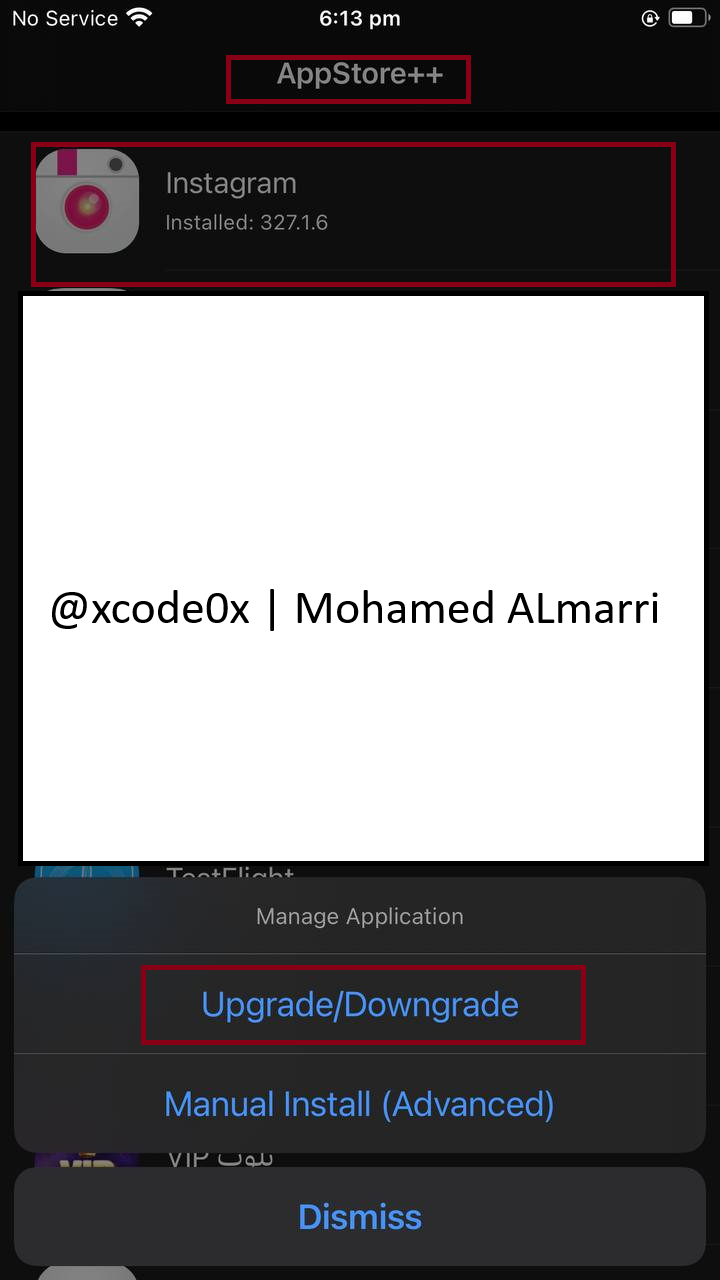 No Service
6:13 pm
AppStore++
Instagram
Installed: 327.1.6
@xcode0x | Mohamed ALmarri
TestFlight
Manage Application
Upgrade/Downgrade
Manual Install (Advanced)
VIP بلوت
Dismiss